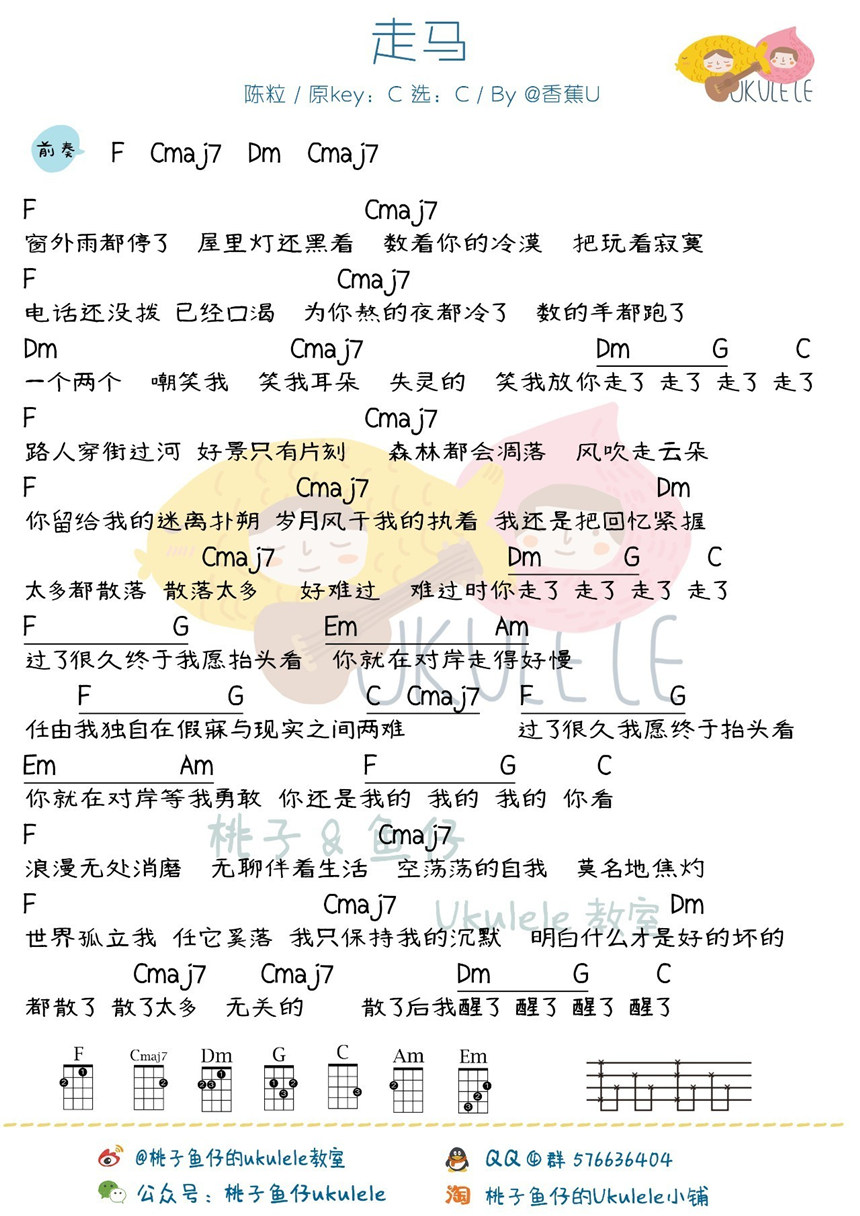 走马
陈粒 / 原key：C 选：C / By @香蕉U
UKULELE
前奏 F Cmaj7 Dm Cmaj7
F Cmaj7
窗外雨都停了 屋里灯还黑着 数着你的冷漠 把玩着寂寞
F Cmaj7
电话还没拨 已经口渴 为你熬的夜都冷了 数的羊都跑了
Dm Cmaj7 Dm G C
一个两个 嘲笑我 笑我耳朵 失灵的 笑我放你走了 走了 走了 走了
F Cmaj7
路人穿街过河 好景只有片刻 森林都会凋落 风吹走云朵
F Cmaj7 Dm
你留给我的迷离扑朔 岁月风干我的执着 我还是把回忆紧握
Cmaj7 Dm G C
太多都散落 散落太多 好难过 难过时你走了 走了 走了 走了
F G Em Am
过了很久终于我愿抬头看 你就在对岸走得好慢
UKULELE
F G C Cmaj7 F G
任由我独自在假寐与现实之间两难 过了很久我愿终于抬头看
Em Am F G C
你就在对岸等我勇敢 你还是我的 我的 我的 你看
桃子&鱼仔
F Cmaj7
浪漫无处消磨 无聊伴着生活 空荡荡的自我 莫名地焦灼
F Cmaj7 Dm
Ukulele 教室
世界孤立我 任它奚落 我只保持我的沉默 明白什么才是好的坏的
Cmaj7 Cmaj7 Dm G C
都散了 散了太多 无关的 散了后我醒了 醒了 醒了 醒了
F Cmaj7 Dm G C Am Em
@桃子鱼仔的ukulele教室 QQ④群 576636404
公众号：桃子鱼仔ukulele 淘 桃子鱼仔的Ukulele小铺